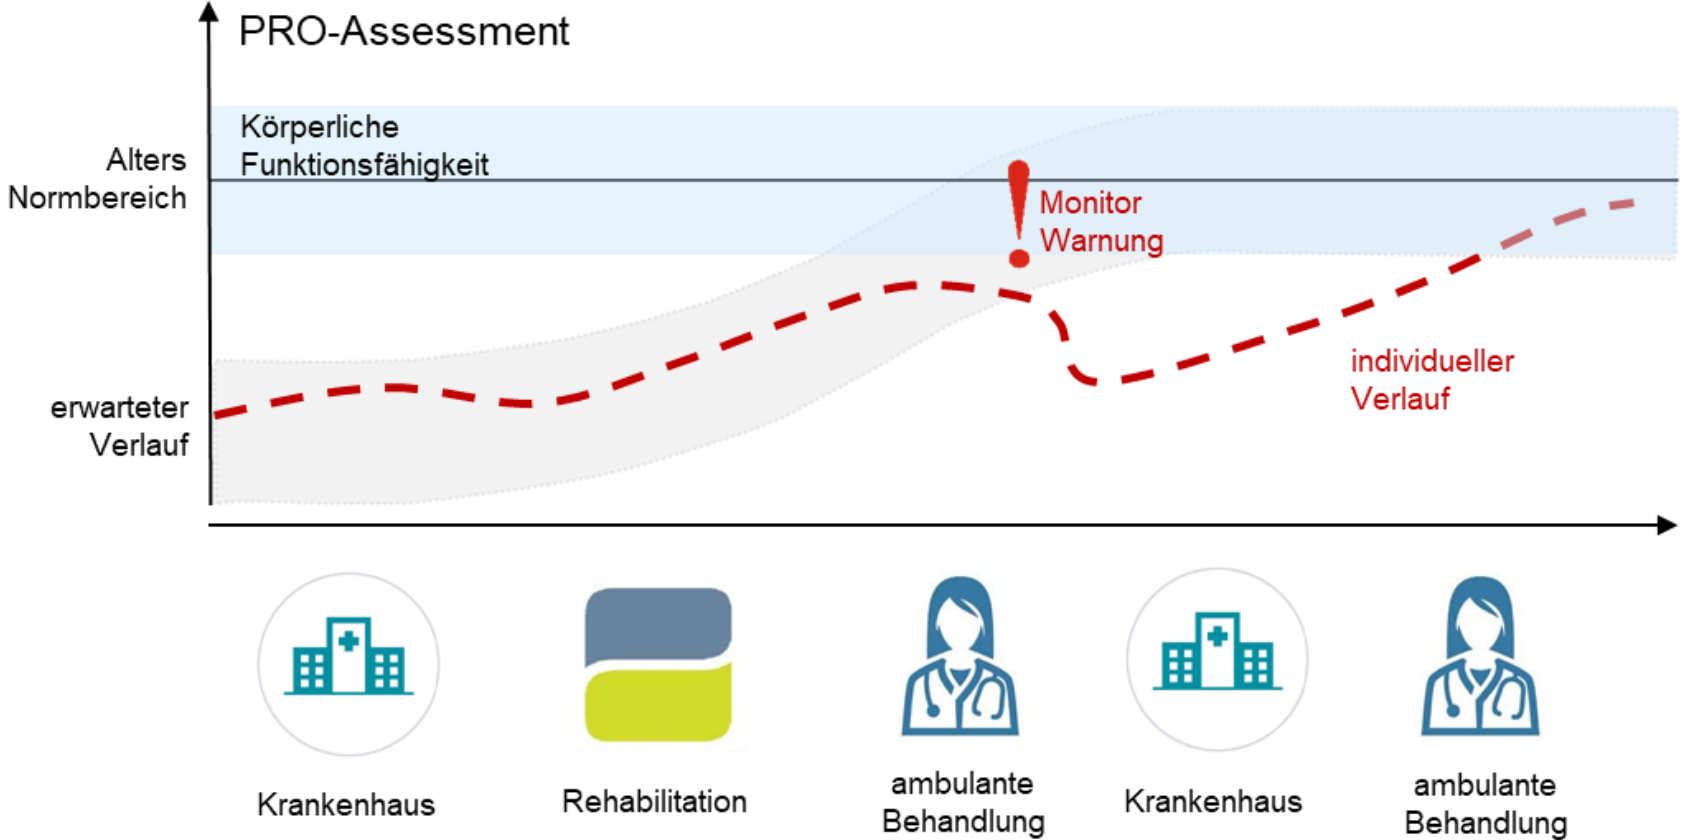 PRO-Assessment
Körperliche
Funktionsfähigkeit
Alters
Normbereich
Monitor
Warnung
individueller
Verlauf
erwarteter
Verlauf
Krankenhaus
Rehabilitation
ambulante
Behandlung
Krankenhaus
ambulante
Behandlung